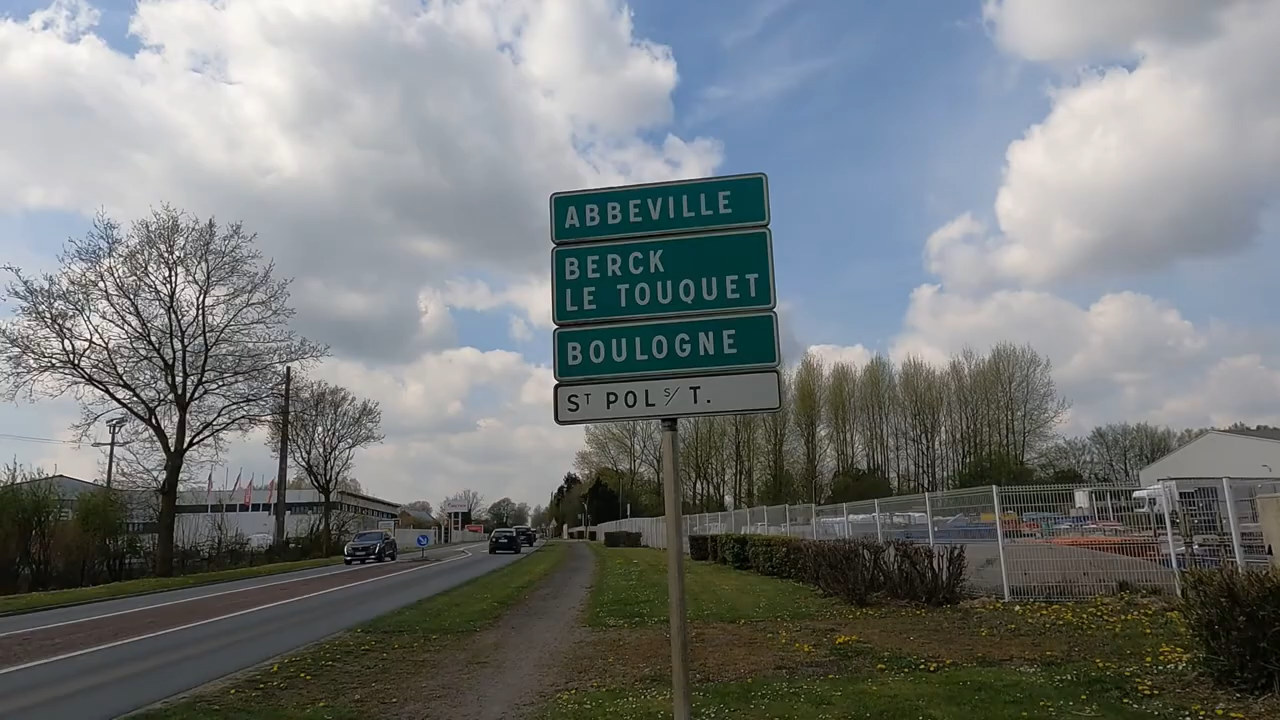 ABBEVILLE
BERCK
LE TOUQUET
BOULOGNE
ST POL S/ T.